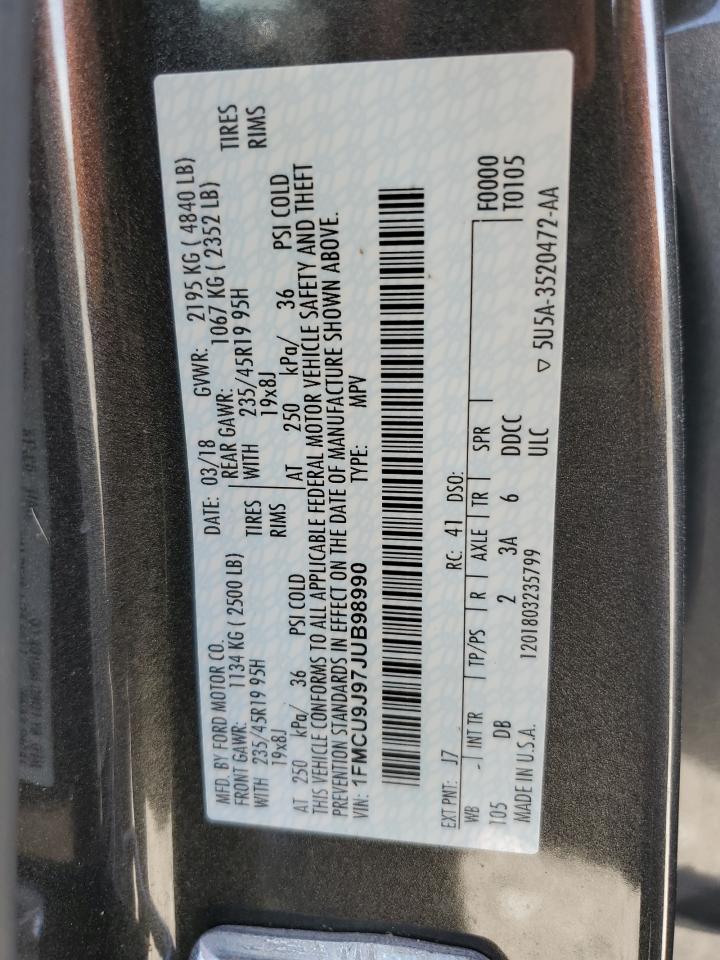 MFD. BY FORD MOTOR CO.
DATE: 03/18 GVWR: 2195 KG ( 4840 LB)
FRONT GAWR: 1134 KG ( 2500 LB)
REAR GAWR: 1067 KG ( 2352 LB)
WITH 235/45R19 95H TIRES
WITH 235/45R19 95H TIRES
19x8J RIMS
19x8J RIMS
AT 250 kPa/ 36 PSI COLD
AT 250 kPa/ 36 PSI COLD
THIS VEHICLE CONFORMS TO ALL APPLICABLE FEDERAL MOTOR VEHICLE SAFETY AND THEFT
PREVENTION STANDARDS IN EFFECT ON THE DATE OF MANUFACTURE SHOWN ABOVE.
VIN: 1FMCU9J97JUB98990 TYPE: MPV
EXT PNT: J7 RC: 41 DSO: F0000
T0105
WB - INT TR TP/PS R AXLE TR SPR
T05 DB 2 3A 6 DDCC
ULC
MADE IN U.S.A. 1201803235799
▽ 5U5A-3520472-AA